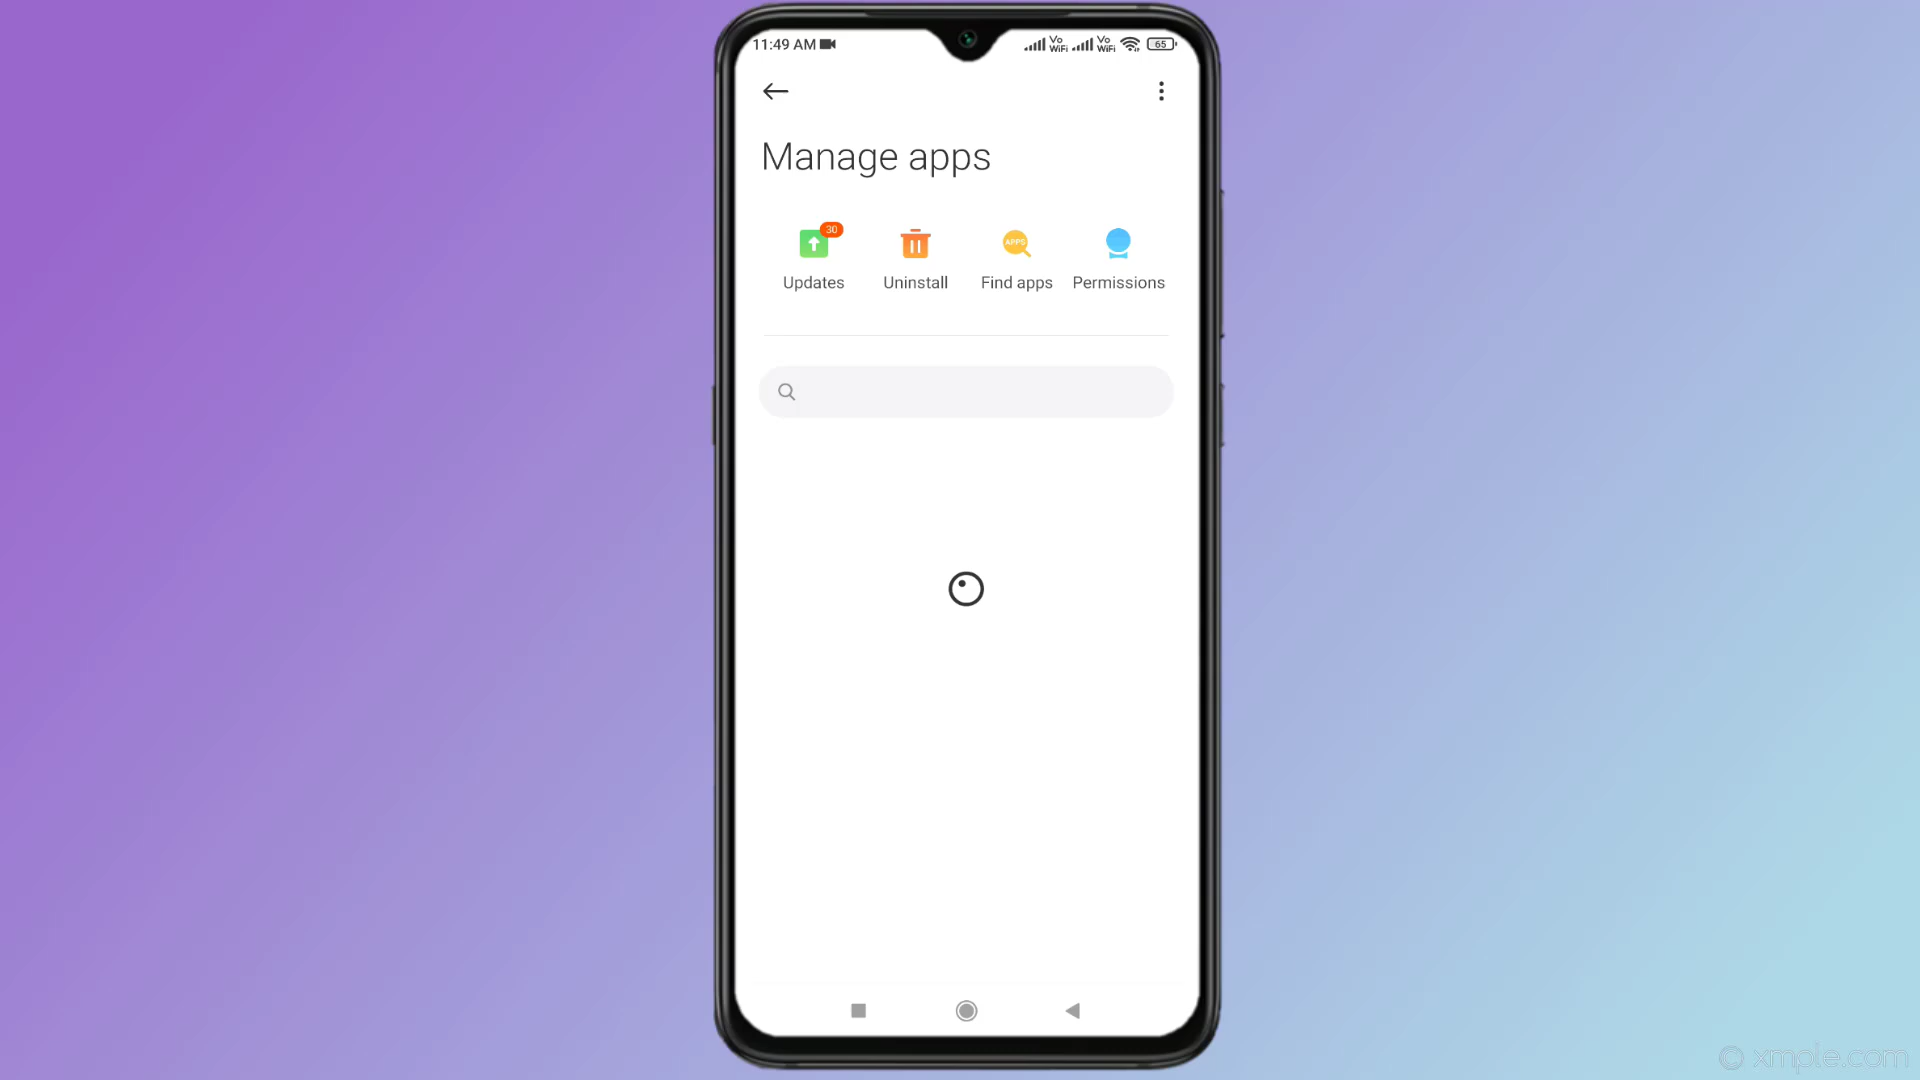 11:49 AM
Vo WiFi Vo WiFi 65
Manage apps
30
APPS
Updates Uninstall Find apps Permissions
© xmple.com